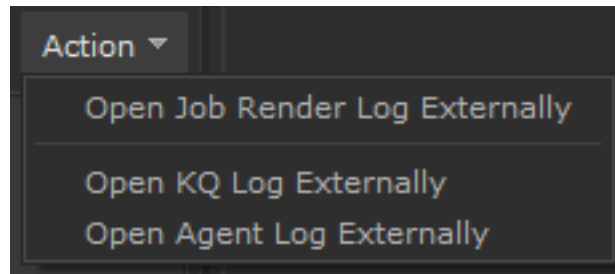 Action
Open Job Render Log Externally
Open KQ Log Externally
Open Agent Log Externally